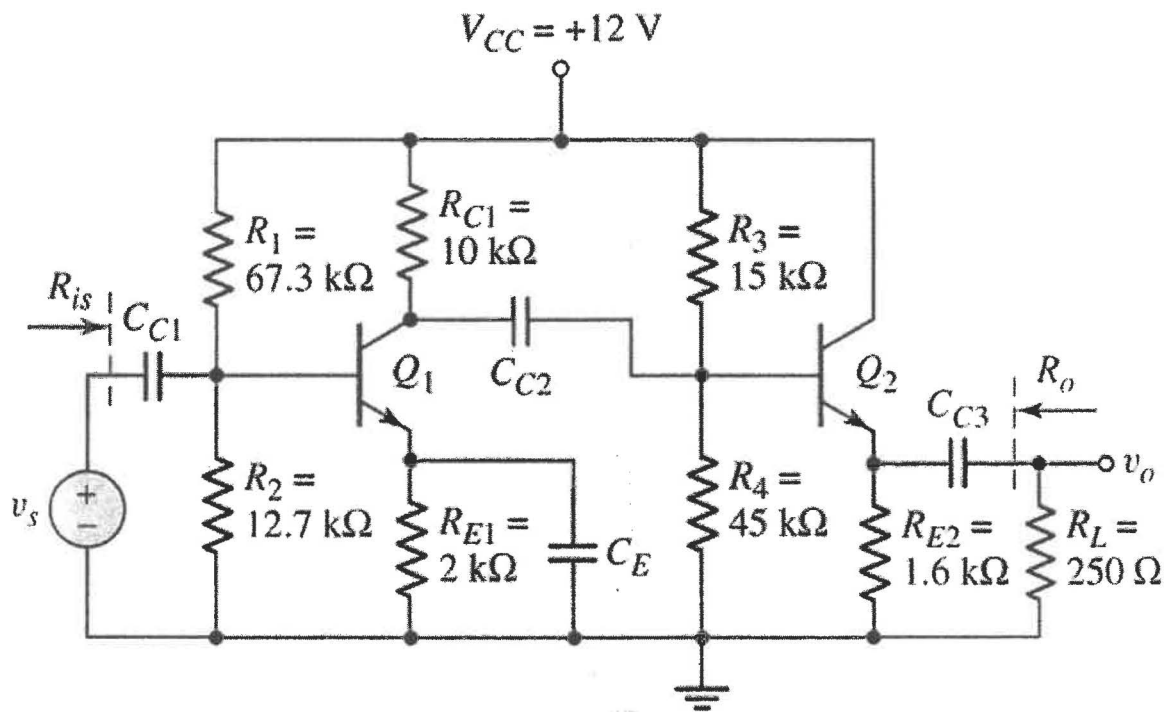 V_CC = +12 V
R_1 =
67.3 kΩ
R_C1 =
10 kΩ
R_3 =
15 kΩ
R_is
C_C1
Q_1
C_C2
Q_2
C_C3
R_o
v_s
+
−
R_2 =
12.7 kΩ
R_E1 =
2 kΩ
C_E
R_4 =
45 kΩ
R_E2 =
1.6 kΩ
R_L =
250 Ω
v_o